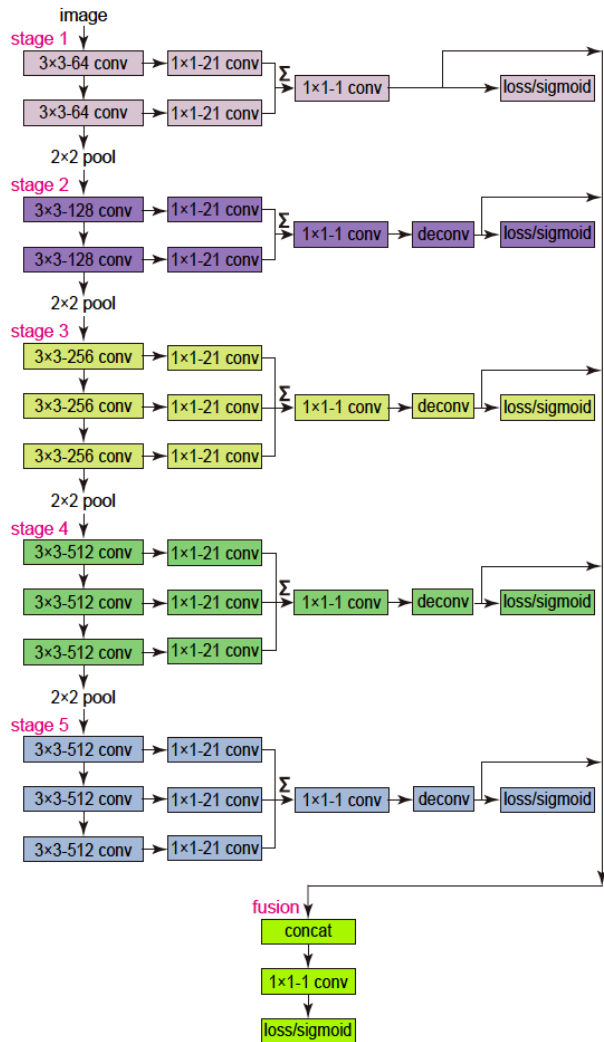 image
stage 1
3×3-64 conv 1×1-21 conv Σ 1×1-1 conv loss/sigmoid
3×3-64 conv 1×1-21 conv
2×2 pool
stage 2
3×3-128 conv 1×1-21 conv Σ 1×1-1 conv deconv loss/sigmoid
3×3-128 conv 1×1-21 conv
2×2 pool
stage 3
3×3-256 conv 1×1-21 conv
3×3-256 conv 1×1-21 conv Σ 1×1-1 conv deconv loss/sigmoid
3×3-256 conv 1×1-21 conv
2×2 pool
stage 4
3×3-512 conv 1×1-21 conv
3×3-512 conv 1×1-21 conv Σ 1×1-1 conv deconv loss/sigmoid
3×3-512 conv 1×1-21 conv
2×2 pool
stage 5
3×3-512 conv 1×1-21 conv
3×3-512 conv 1×1-21 conv Σ 1×1-1 conv deconv loss/sigmoid
3×3-512 conv 1×1-21 conv
fusion
concat
1×1-1 conv
loss/sigmoid